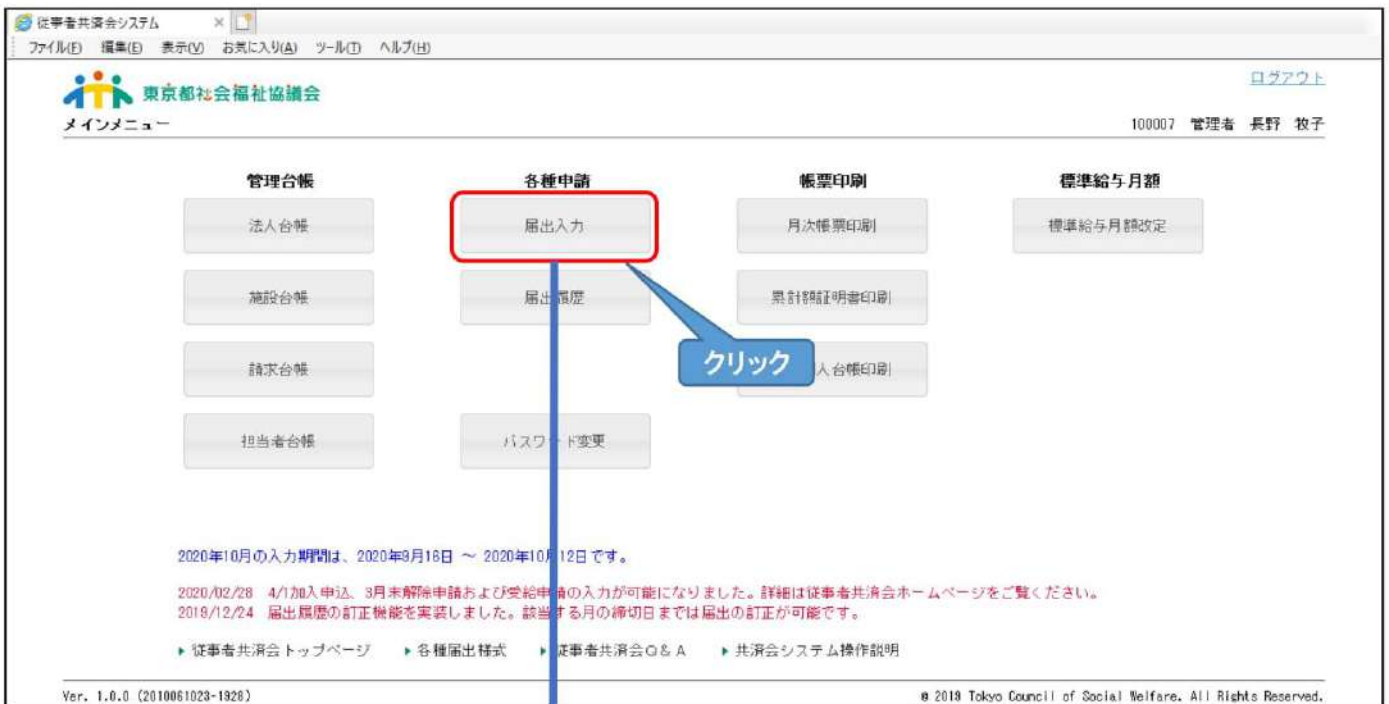 従事者共済会システム
ファイル(F) 編集(E) 表示(V) お気に入り(A) ツール(T) ヘルプ(H)
東京都社会福祉協議会
ログアウト
メインメニュー
100007 管理者 長野 牧子
管理台帳 各種申請 帳票印刷 標準給与月額
法人台帳 届出入力 月次帳票印刷 標準給与月額改定
施設台帳 届出履歴 累計額証明書印刷
クリック
請求台帳 人台帳印刷
担当者台帳 パスワード変更
2020年10月の入力期間は、2020年9月16日 ～ 2020年10月12日です。
2020/02/28 4/1加入申込、3月末解除申請および受給申請の入力が可能になりました。詳細は従事者共済会ホームページをご覧ください。
2019/12/24 届出履歴の訂正機能を実装しました。該当する月の締切日までは届出の訂正が可能です。
従事者共済会トップページ 各種届出様式 従事者共済会Q&A 共済会システム操作説明
Ver. 1.0.0 (2010061023-1928)
© 2019 Tokyo Council of Social Welfare. All Rights Reserved.